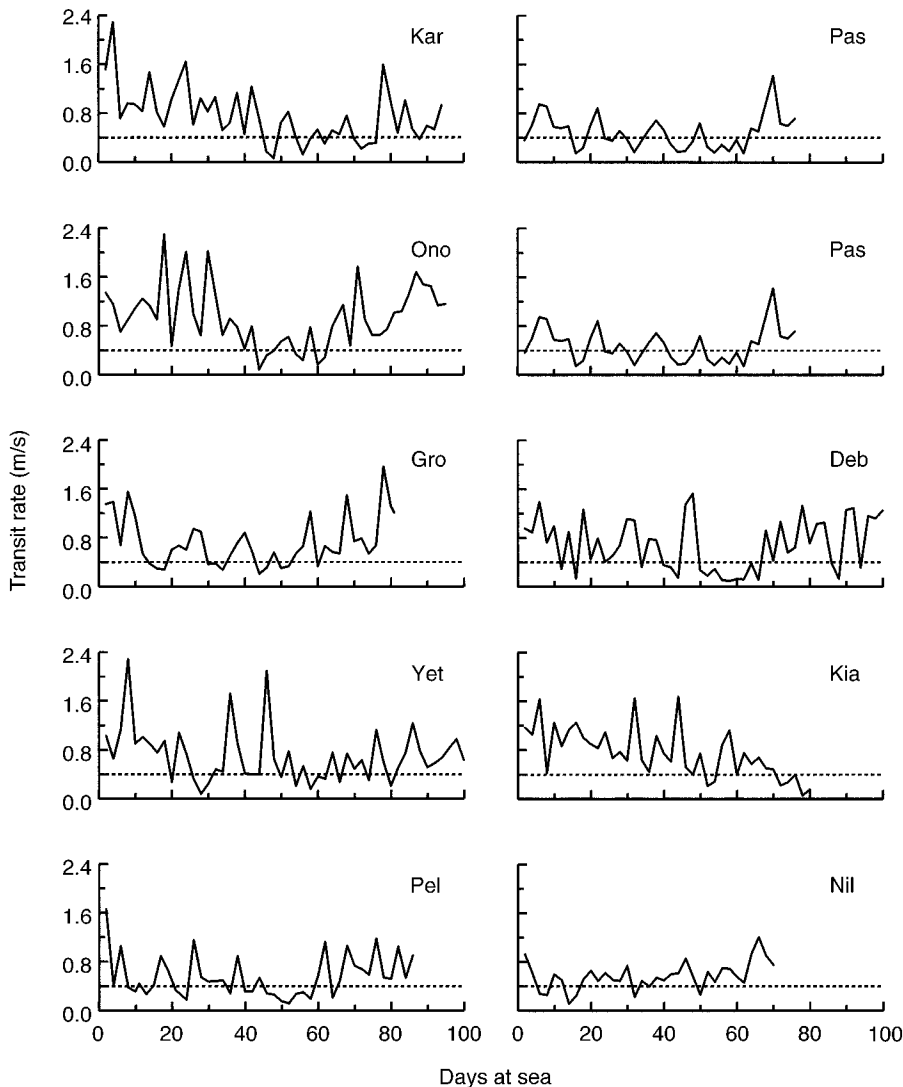 2.4 Kar Pas
1.6
0.8
0.0
2.4 Ono Pas
1.6
0.8
0.0
2.4 Gro Deb
1.6
0.8
0.0
Transit rate (m/s)
2.4 Yet Kia
1.6
0.8
0.0
2.4 Pel Nil
1.6
0.8
0.0
0 20 40 60 80 100 0 20 40 60 80 100
Days at sea